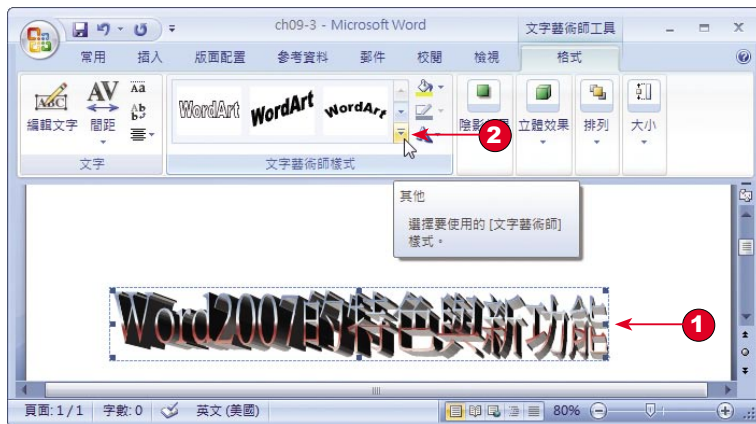 ch09-3 - Microsoft Word
文字藝術師工具
常用 插入 版面配置 參考資料 郵件 校閱 檢視 格式
編輯文字 間距 Aa Ab
WordArt WordArt WordArt
陰影 立體效果 排列 大小
文字 文字藝術師樣式
2
其他
選擇要使用的 [文字藝術師]
樣式。
Word2007的特色與新功能
1
頁面: 1/1 字數: 0 英文 (美國) 80%